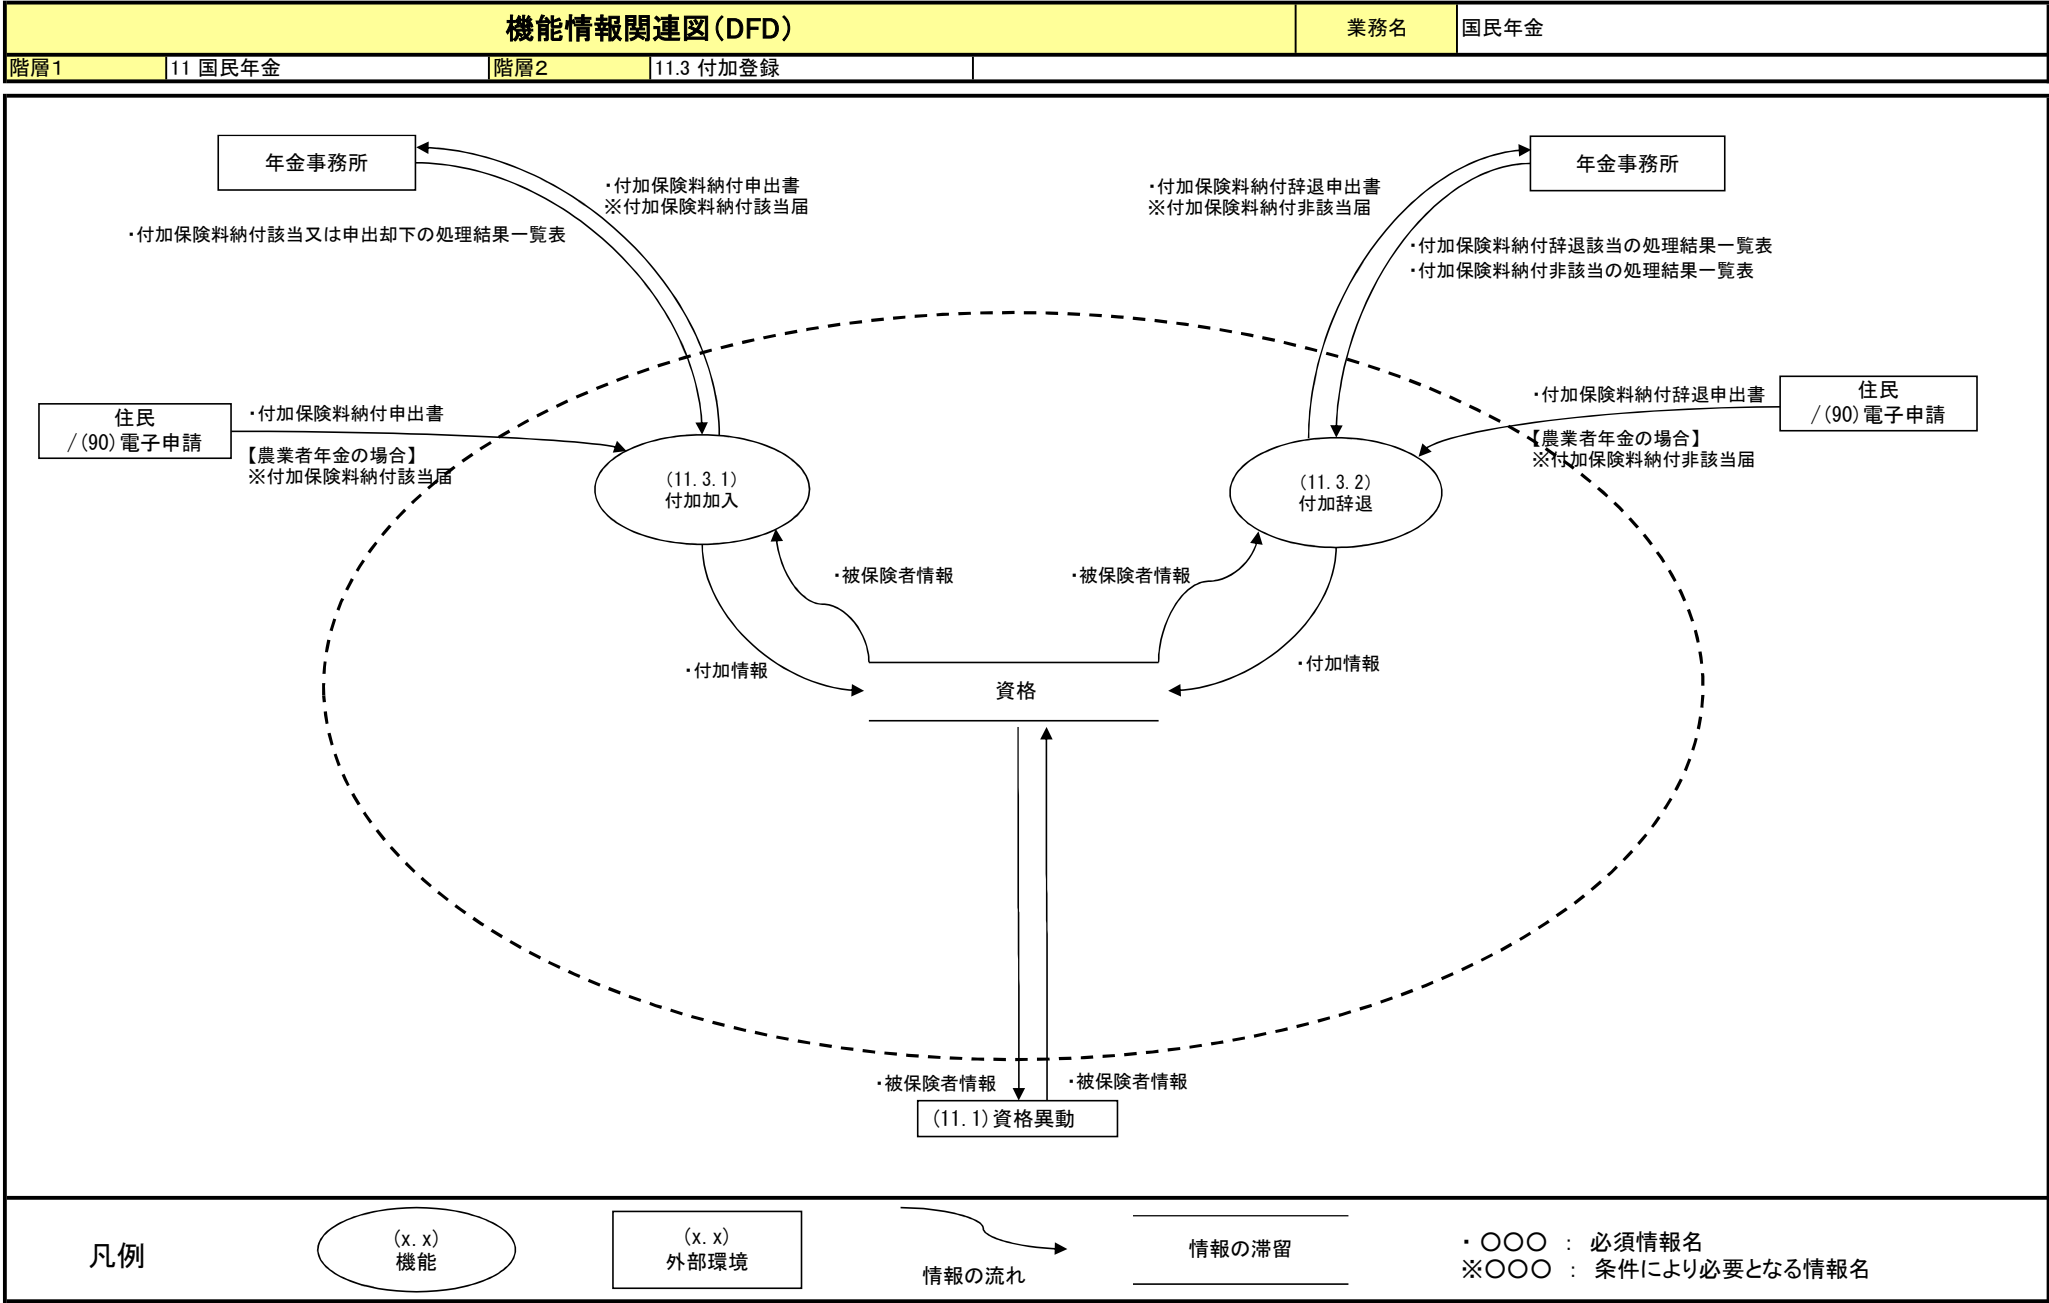 機能情報関連図(DFD)
業務名
国民年金
階層1
11 国民年金
階層2
11.3 付加登録
年金事務所
・付加保険料納付申出書
※付加保険料納付該当届
・付加保険料納付該当又は申出却下の処理結果一覧表
年金事務所
・付加保険料納付辞退申出書
※付加保険料納付非該当届
・付加保険料納付辞退該当の処理結果一覧表
・付加保険料納付非該当の処理結果一覧表
住民
/(90)電子申請
・付加保険料納付申出書
【農業者年金の場合】
※付加保険料納付該当届
(11.3.1)
付加加入
(11.3.2)
付加辞退
・付加保険料納付辞退申出書
【農業者年金の場合】
※付加保険料納付非該当届
住民
/(90)電子申請
・被保険者情報
・被保険者情報
・付加情報
・付加情報
資格
・被保険者情報
・被保険者情報
(11.1)資格異動
凡例
(x.x)
機能
(x.x)
外部環境
情報の流れ
情報の滞留
・ 〇〇〇 : 必須情報名
※〇〇〇 : 条件により必要となる情報名